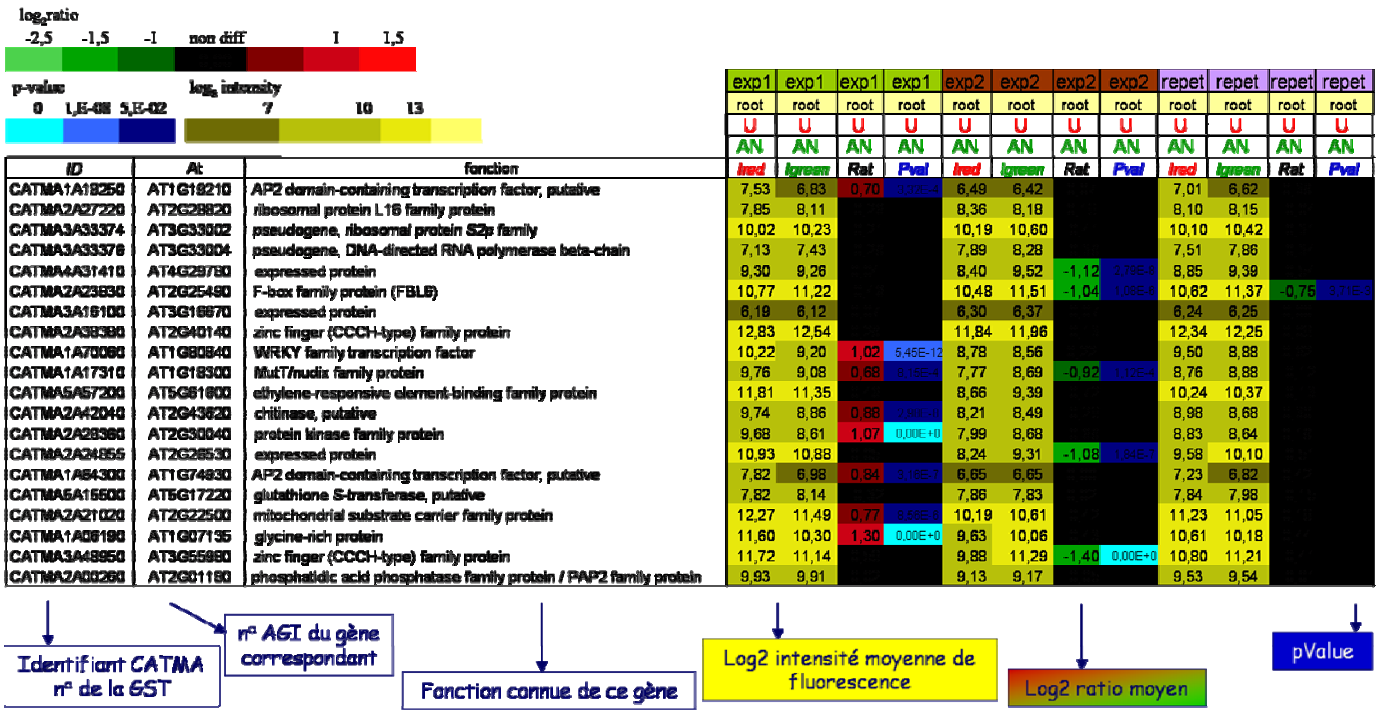 log2ratio
-2,5 -1,5 -1 non diff 1 1,5
p-value log2 intensity
0 1,E-08 5,E-02 7 10 13
exp1 exp1 exp1 exp1 exp2 exp2 exp2 exp2 repet repet repet repet
root root root root root root root root root root root root
U U U U U U U U U U U U
AN AN AN AN AN AN AN AN AN AN AN AN
ID At fonction Ired Igreen Rat Pval Ired Igreen Rat Pval Ired Igreen Rat Pval
CATMA1A18250 AT1G19210 AP2 domain-containing transcription factor, putative 7,53 6,83 0,70 6,49 6,42 7,01 6,62
CATMA2A27220 AT2G28820 ribosomal protein L16 family protein 7,85 8,11 8,36 8,18 8,10 8,15
CATMA3A33374 AT3G33002 pseudogene, ribosomal protein S2p family 10,02 10,23 10,19 10,60 10,10 10,42
CATMA3A33376 AT3G33004 pseudogene, DNA-directed RNA polymerase beta-chain 7,13 7,43 7,89 8,28 7,51 7,86
CATMA4A31410 AT4G29780 expressed protein 9,30 9,26 8,40 9,52 -1,12 8,85 9,39
CATMA2A23830 AT2G25490 F-box family protein (FBL6) 10,77 11,22 10,48 11,51 -1,04 10,62 11,37 -0,75
CATMA3A16100 AT3G16670 expressed protein 6,19 6,12 6,30 6,37 6,24 6,25
CATMA2A38380 AT2G40140 zinc finger (CCCH-type) family protein 12,83 12,54 11,84 11,96 12,34 12,25
CATMA1A70060 AT1G80840 WRKY family transcription factor 10,22 9,20 1,02 5,45E-12 8,78 8,56 9,50 8,88
CATMA1A17310 AT1G18300 MutT/nudix family protein 9,76 9,08 0,68 7,77 8,69 -0,92 8,76 8,88
CATMA5A57200 AT5G61600 ethylene-responsive element-binding family protein 11,81 11,35 8,66 9,39 10,24 10,37
CATMA2A42040 AT2G43620 chitinase, putative 9,74 8,86 0,88 8,21 8,49 8,98 8,68
CATMA2A28360 AT2G30040 protein kinase family protein 9,68 8,61 1,07 0,00E+0 7,99 8,68 8,83 8,64
CATMA2A24855 AT2G26530 expressed protein 10,93 10,88 8,24 9,31 -1,08 9,58 10,10
CATMA1A64300 AT1G74930 AP2 domain-containing transcription factor, putative 7,82 6,98 0,84 6,65 6,65 7,23 6,82
CATMA5A15500 AT5G17220 glutathione S-transferase, putative 7,82 8,14 7,86 7,83 7,84 7,98
CATMA2A21020 AT2G22500 mitochondrial substrate carrier family protein 12,27 11,49 0,77 10,19 10,61 11,23 11,05
CATMA1A06190 AT1G07135 glycine-rich protein 11,60 10,30 1,30 0,00E+0 9,63 10,06 10,61 10,18
CATMA3A48950 AT3G55980 zinc finger (CCCH-type) family protein 11,72 11,14 9,88 11,29 -1,40 0,00E+0 10,80 11,21
CATMA2A00260 AT2G01180 phosphatidic acid phosphatase family protein / PAP2 family protein 9,93 9,91 9,13 9,17 9,53 9,54
Identifiant CATMA
n° de la GST
n° AGI du gène
correspondant
Fonction connue de ce gène
Log2 intensité moyenne de
fluorescence
Log2 ratio moyen
pValue